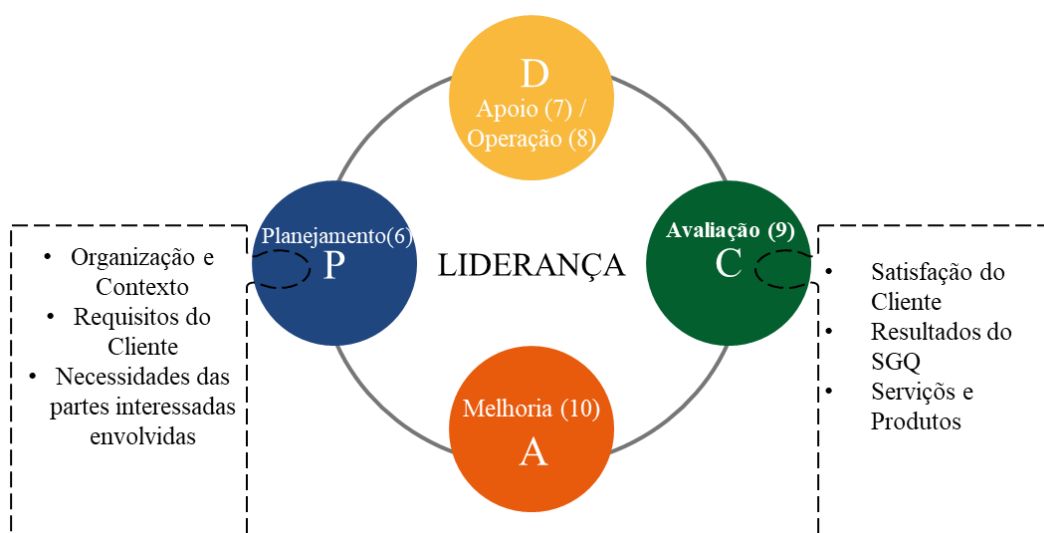 D
Apoio (7) /
Operação (8)
Planejamento(6)
P
LIDERANÇA
Avaliação (9)
C
Melhoria (10)
A
• Organização e
Contexto
• Requisitos do
Cliente
• Necessidades das
partes interessadas
envolvidas
• Satisfação do
Cliente
• Resultados do
SGQ
• Serviçõs e
Produtos